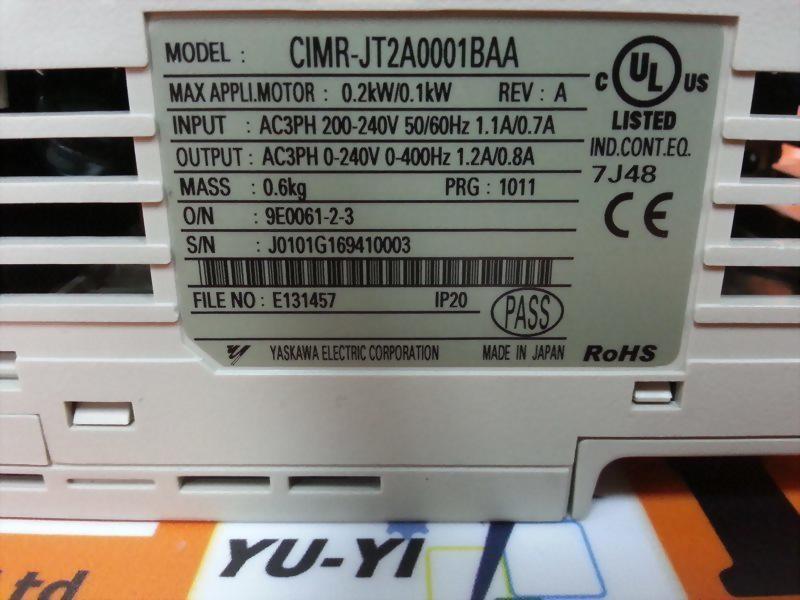 MODEL : CIMR-JT2A0001BAA
MAX APPLI.MOTOR : 0.2kW/0.1kW REV : A
INPUT : AC3PH 200-240V 50/60Hz 1.1A/0.7A
OUTPUT : AC3PH 0-240V 0-400Hz 1.2A/0.8A
MASS : 0.6kg PRG : 1011
O/N : 9E0061-2-3
S/N : J0101G169410003
FILE NO : E131457 IP20
PASS
YASKAWA ELECTRIC CORPORATION MADE IN JAPAN RoHS
C UL US
LISTED
IND.CONT.EQ.
7J48
CE
YU-YI
Ltd